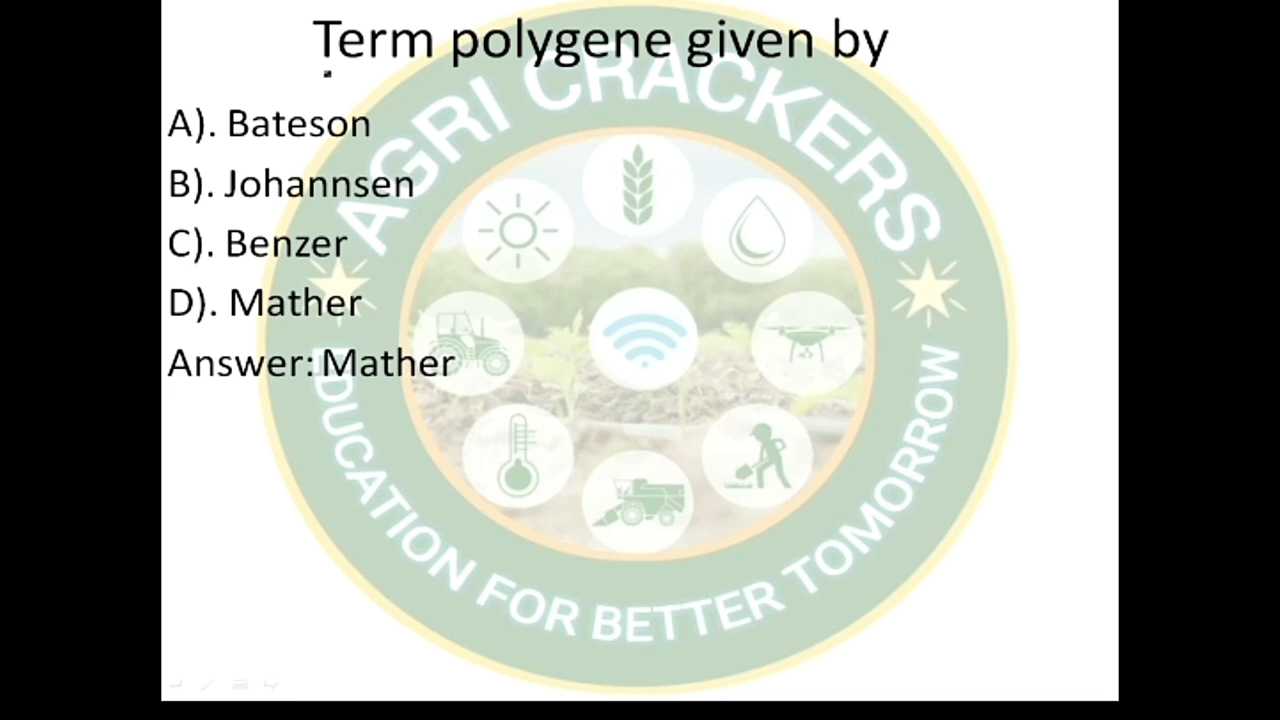 Term polygene given by
A). Bateson
B). Johannsen
C). Benzer
D). Mather
Answer: Mather
AGRI CRACKERS
EDUCATION FOR BETTER TOMORROW